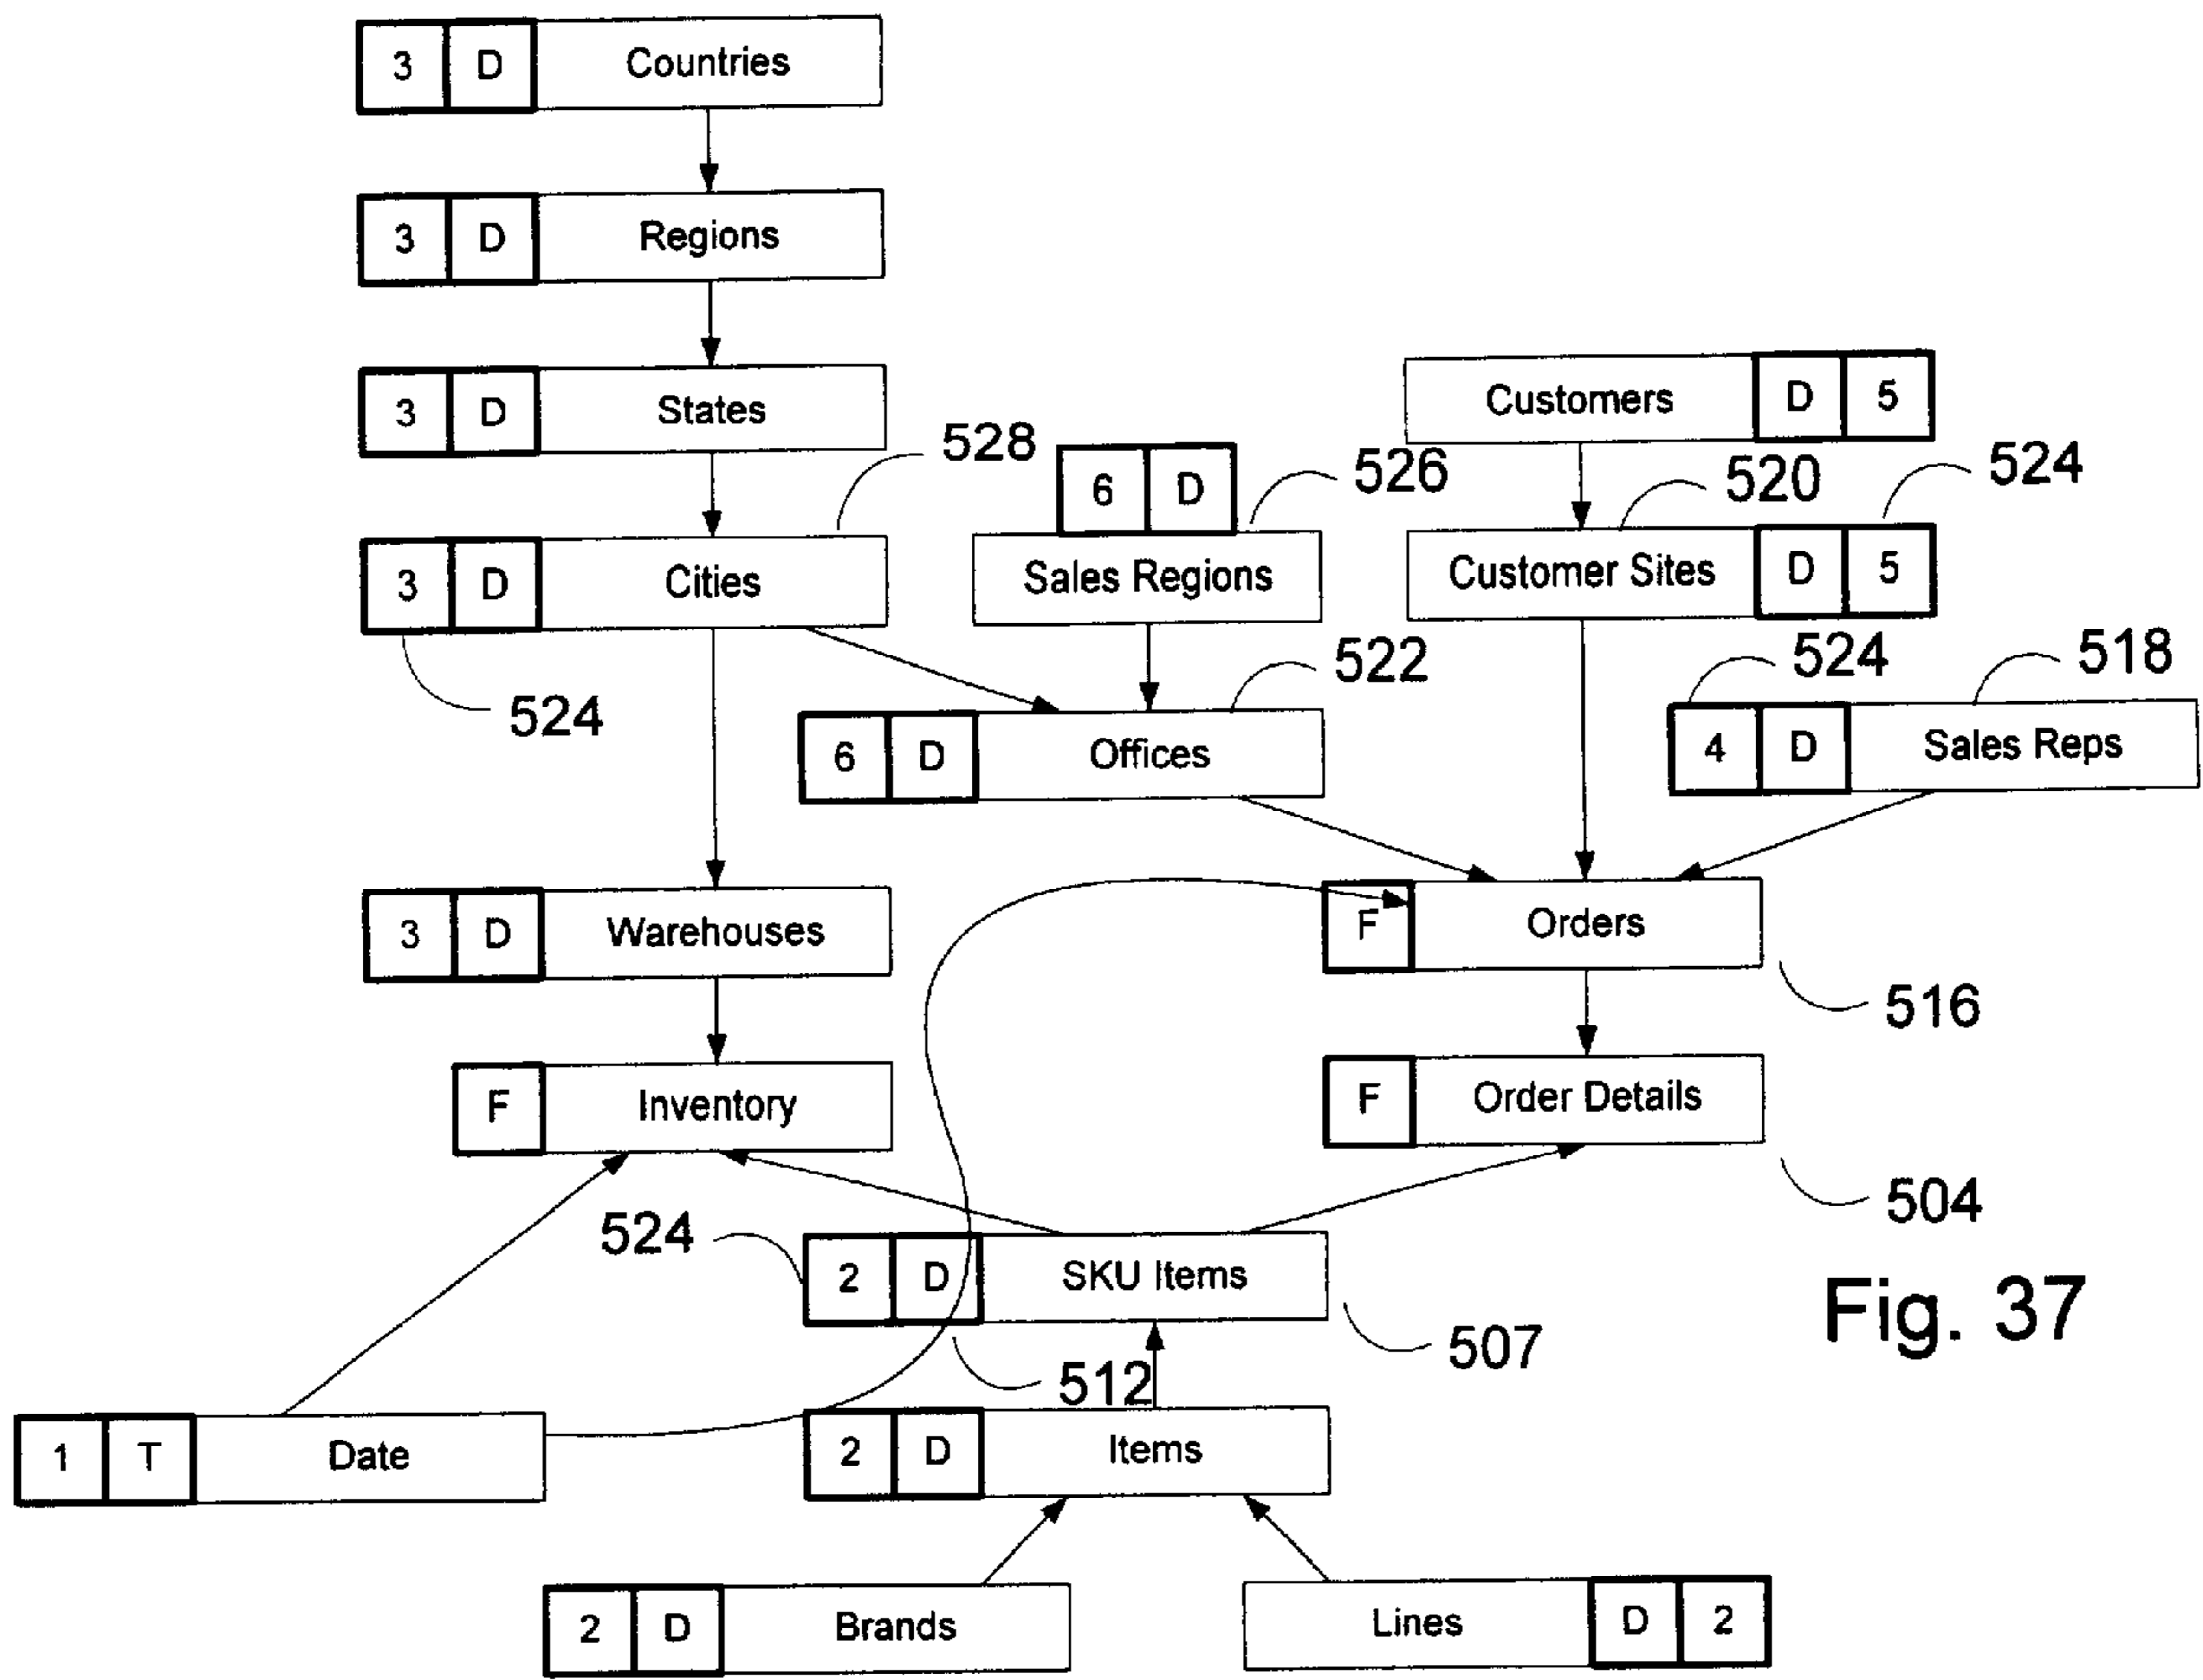 3 D Countries
3 D Regions
3 D States
Customers D 5
528
6 D
526
520
524
3 D Cities
Sales Regions
Customer Sites D 5
524
522
524
518
6 D Offices
4 D Sales Reps
3 D Warehouses
F Orders
516
F Inventory
F Order Details
504
524
2 D SKU Items
507
Fig. 37
512
1 T Date
2 D Items
2 D Brands
Lines D 2